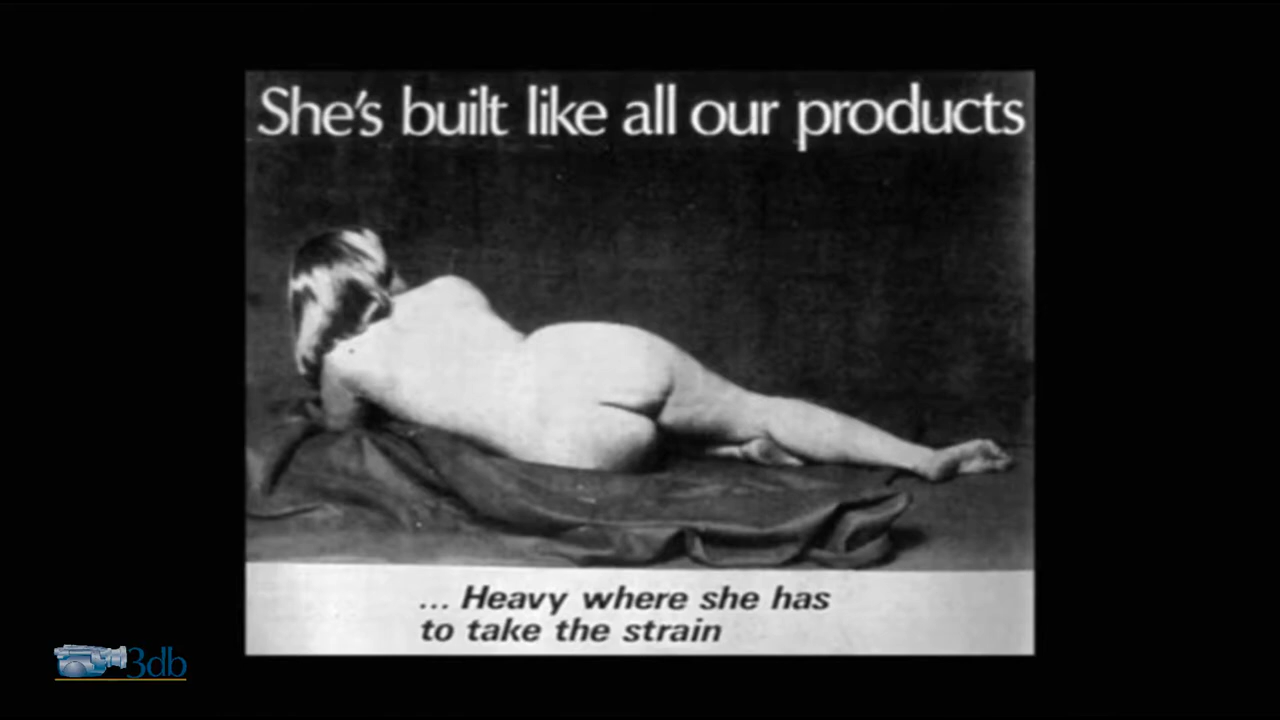 She's built like all our products
... Heavy where she has
to take the strain
3db